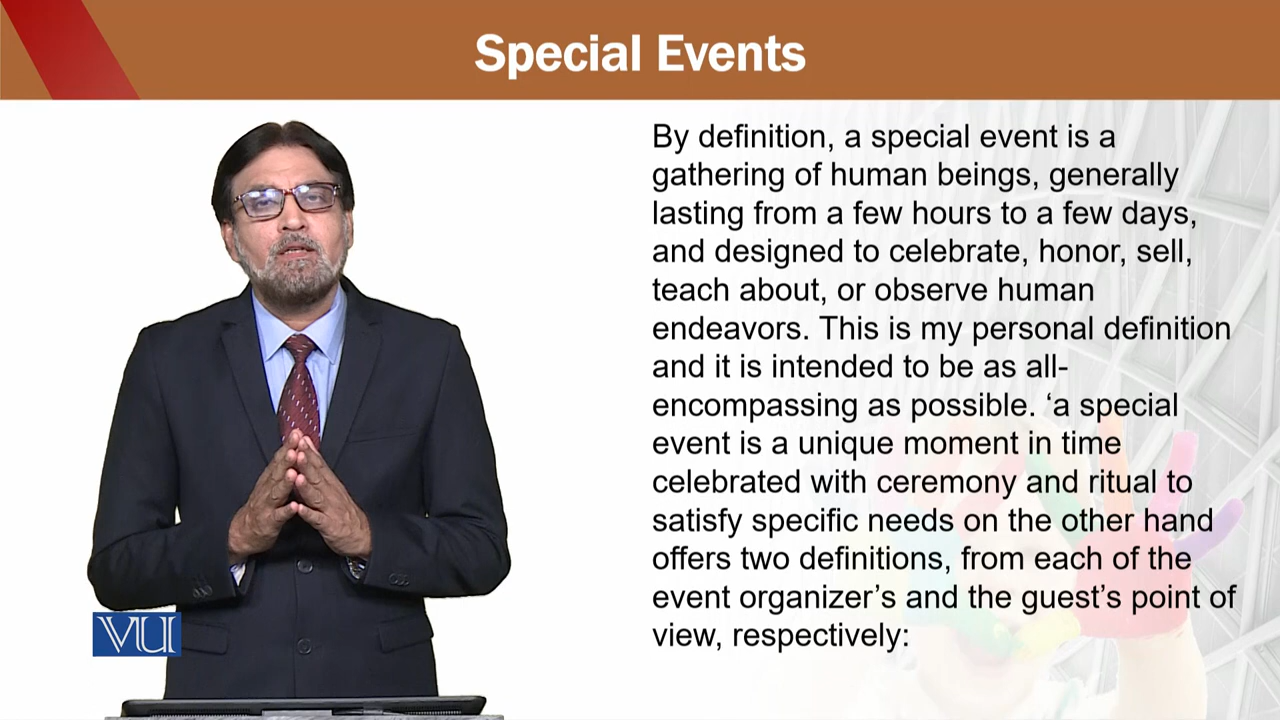 Special Events
By definition, a special event is a
gathering of human beings, generally
lasting from a few hours to a few days,
and designed to celebrate, honor, sell,
teach about, or observe human
endeavors. This is my personal definition
and it is intended to be as all-
encompassing as possible. ‘a special
event is a unique moment in time
celebrated with ceremony and ritual to
satisfy specific needs on the other hand
offers two definitions, from each of the
event organizer’s and the guest’s point of
view, respectively:
VU